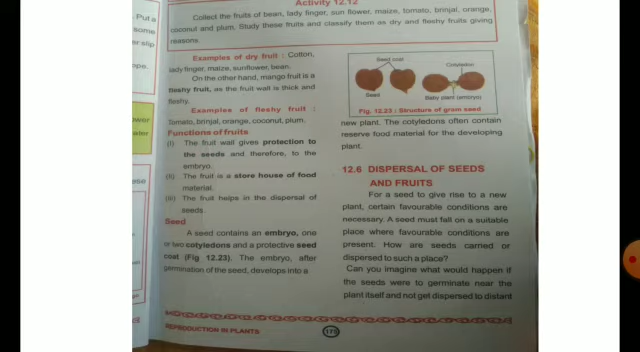 Put a
some
er slip
ope.
wer
ater
Activity 12.12
Collect the fruits of bean, lady finger, sun flower, maize, tomato, brinjal, orange,
coconut and plum. Study these fruits and classify them as dry and fleshy fruits giving
reasons.
Examples of dry fruit : Cotton,
lady finger, maize, sunflower, bean.
On the other hand, mango fruit is a
fleshy fruit, as the fruit wall is thick and
fleshy.
Examples of fleshy fruit :
Tomato, brinjal, orange, coconut, plum.
Functions of fruits
(i) The fruit wall gives protection to
the seeds and therefore, to the
embryo.
(ii) The fruit is a store house of food
material.
(iii) The fruit helps in the dispersal of
seeds.
Seed
A seed contains an embryo, one
or two cotyledons and a protective seed
coat (Fig 12.23). The embryo, after
germination of the seed, develops into a
Seed coat
Cotyledon
Seed
Baby plant (embryo)
Fig. 12.23 : Structure of gram seed
new plant. The cotyledons often contain
reserve food material for the developing
plant.
12.6 DISPERSAL OF SEEDS
AND FRUITS
For a seed to give rise to a new
plant, certain favourable conditions are
necessary. A seed must fall on a suitable
place where favourable conditions are
present. How are seeds carried or
dispersed to such a place?
Can you imagine what would happen if
the seeds were to germinate near the
plant itself and not get dispersed to distant
REPRODUCTION IN PLANTS
175